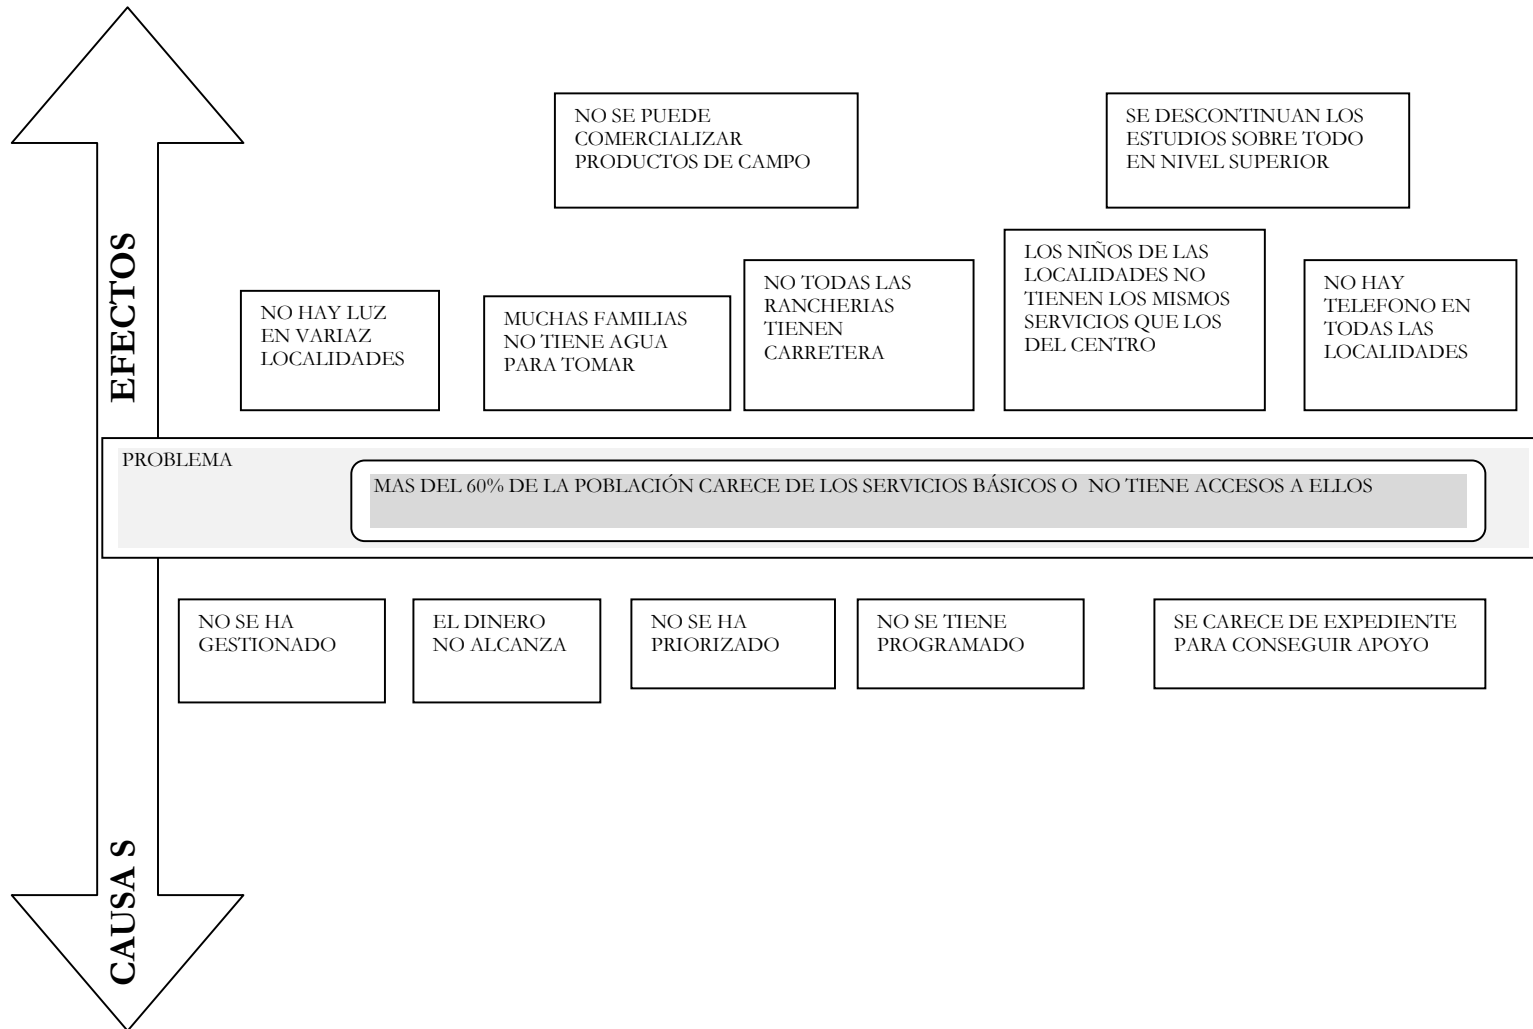 NO SE PUEDE
COMERCIALIZAR
PRODUCTOS DE CAMPO
SE DESCONTINUAN LOS
ESTUDIOS SOBRE TODO
EN NIVEL SUPERIOR
EFECTOS
NO HAY LUZ
EN VARIAZ
LOCALIDADES
MUCHAS FAMILIAS
NO TIENE AGUA
PARA TOMAR
NO TODAS LAS
RANCHERIAS
TIENEN
CARRETERA
LOS NIÑOS DE LAS
LOCALIDADES NO
TIENEN LOS MISMOS
SERVICIOS QUE LOS
DEL CENTRO
NO HAY
TELEFONO EN
TODAS LAS
LOCALIDADES
PROBLEMA
MAS DEL 60% DE LA POBLACIÓN CARECE DE LOS SERVICIOS BÁSICOS O  NO TIENE ACCESOS A ELLOS
NO SE HA
GESTIONADO
EL DINERO
NO ALCANZA
NO SE HA
PRIORIZADO
NO SE TIENE
PROGRAMADO
SE CARECE DE EXPEDIENTE
PARA CONSEGUIR APOYO
CAUSA S